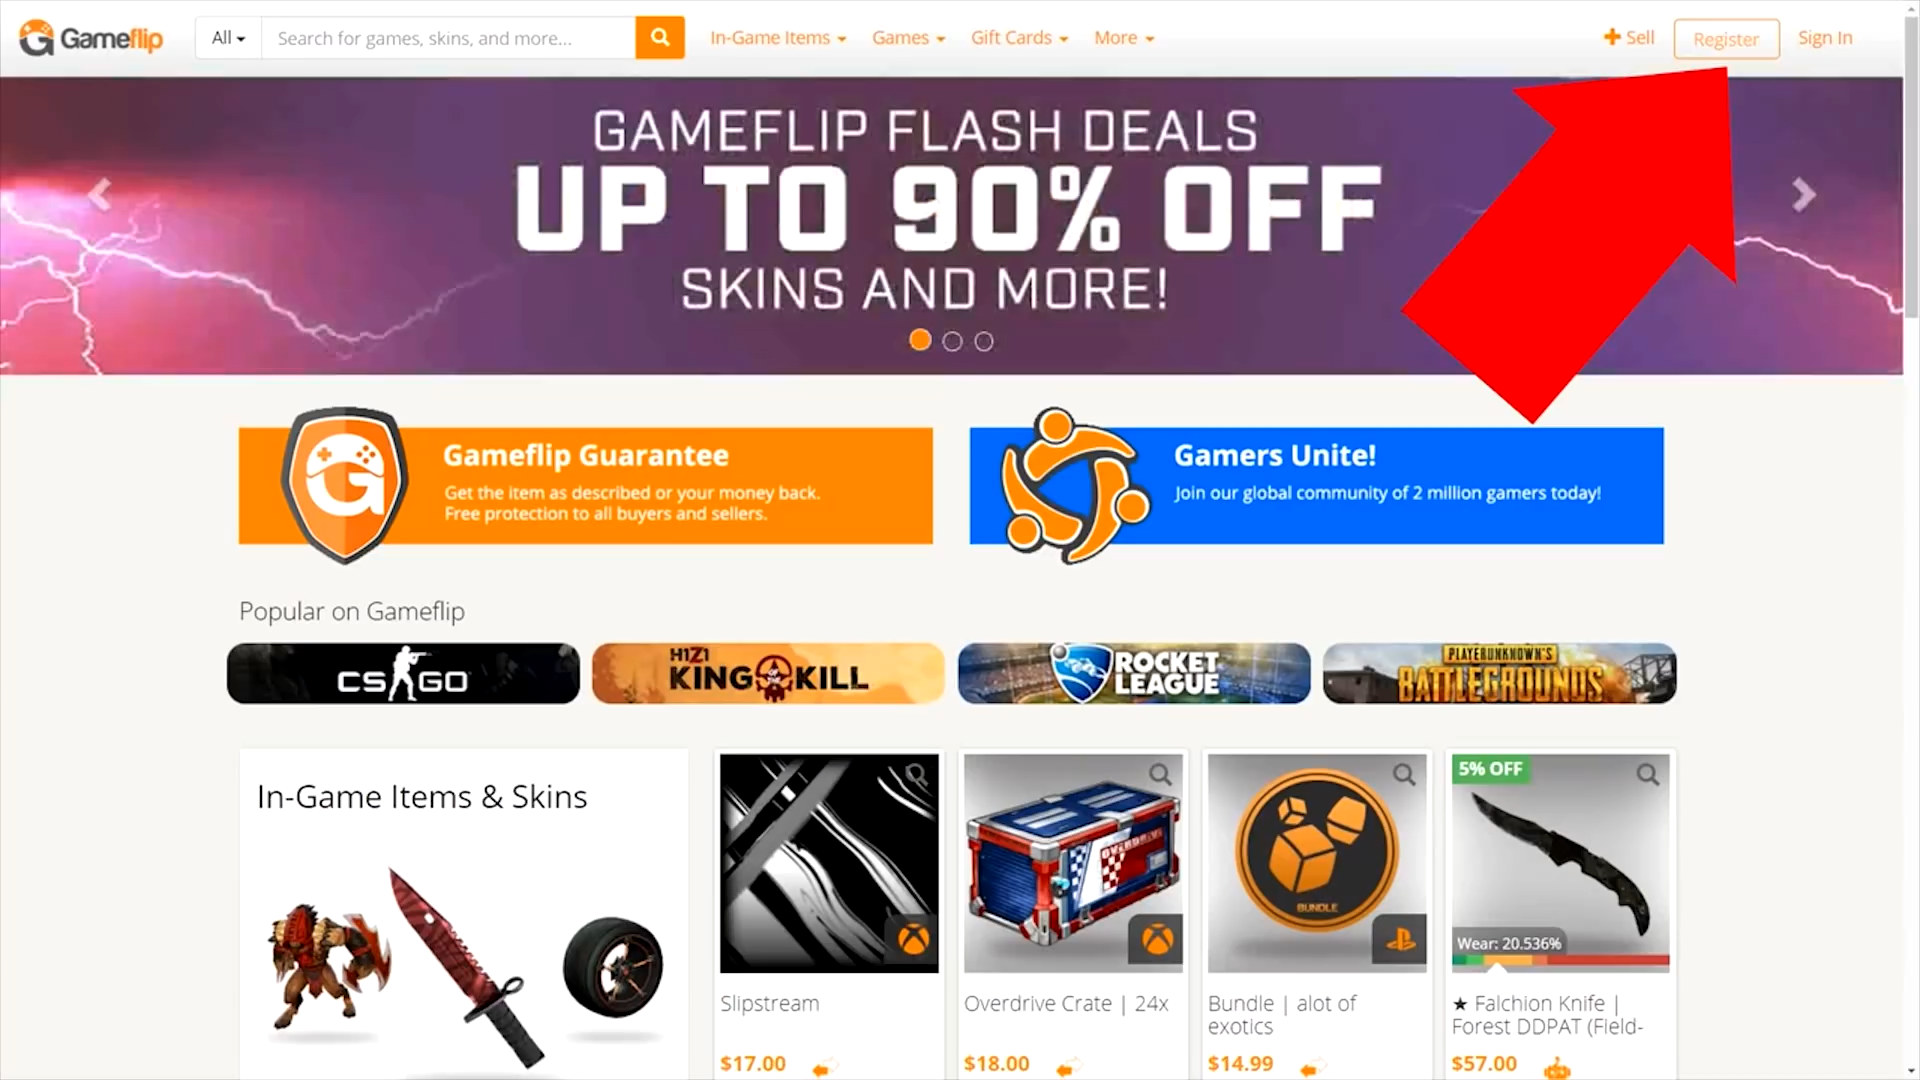 Gameflip
All
Search for games, skins, and more...
In-Game Items
Games
Gift Cards
More
Sell
Register
Sign In
GAMEFLIP FLASH DEALS
UP TO 90% OFF
SKINS AND MORE!
Gameflip Guarantee
Get the item as described or your money back.
Free protection to all buyers and sellers.
Gamers Unite!
Join our global community of 2 million gamers today!
Popular on Gameflip
CS GO
H1Z1
KING KILL
ROCKET
LEAGUE
PLAYERUNKNOWN'S
BATTLEGROUNDS
In-Game Items & Skins
OVERDRIVE
BUNDLE
5% OFF
Wear: 20.536%
Slipstream
$17.00
Overdrive Crate | 24x
$18.00
Bundle | alot of
exotics
$14.99
★ Falchion Knife |
Forest DDPAT (Field-
$57.00